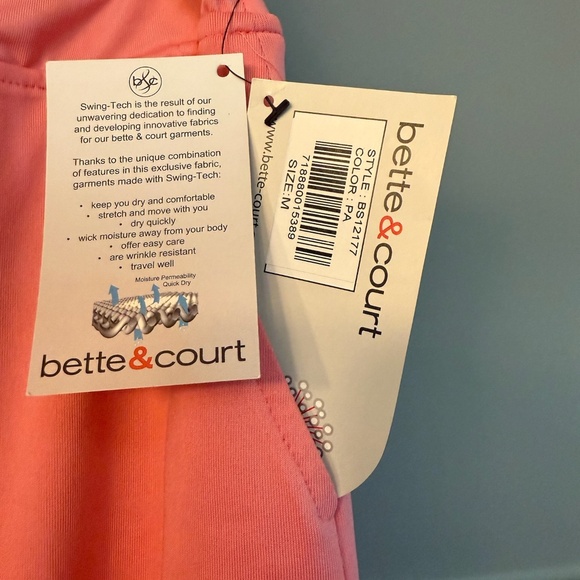 b&c
Swing-Tech is the result of our
unwavering dedication to finding
and developing innovative fabrics
for our bette & court garments.
Thanks to the unique combination
of features in this exclusive fabric,
garments made with Swing-Tech:
• keep you dry and comfortable
• stretch and move with you
• dry quickly
• wick moisture away from your body
• offer easy care
• are wrinkle resistant
• travel well
Moisture Permeability
Quick Dry
bette&court
bette&court
STYLE: BS12177
COLOR: PA
718880015389
SIZE: M
www.bette-court